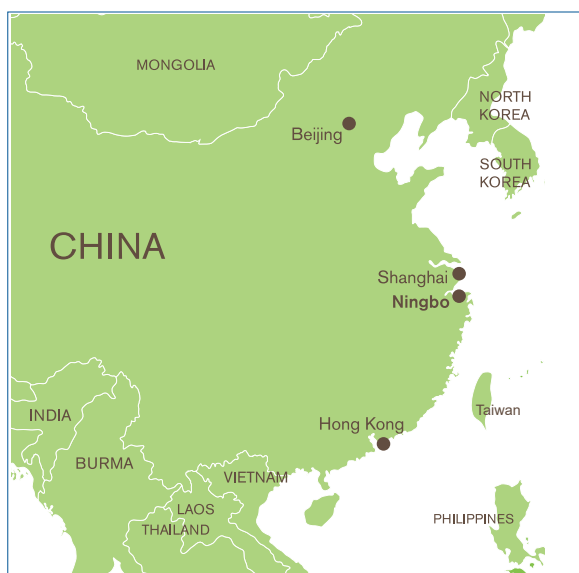 MONGOLIA
NORTH
KOREA
Beijing
SOUTH
KOREA
CHINA
Shanghai
Ningbo
Taiwan
INDIA
Hong Kong
BURMA
VIETNAM
LAOS
PHILIPPINES
THAILAND